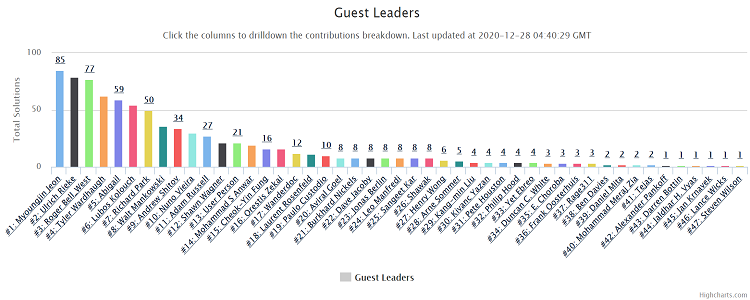 Guest Leaders
Click the columns to drilldown the contributions breakdown. Last updated at 2020-12-28 04:40:29 GMT
Total Solutions
100
50
0
85
77
59
50
34
27
21
16
12
10
8
8
8
8
8
8
8
6
5
4
4
4
4
4
3
3
3
3
2
2
2
2
1
1
1
1
1
1
#1: Myoungjin Jeon
#2: Ulrich Rieke
#3: Roger Bell West
#4: Tyler Wardhaugh
#5: Abigail
#6: Lubos Kolouch
#7: Richard Park
#8: Walt Mankowski
#9: Andrew Shitov
#10: Nuno Vieira
#11: Adam Russell
#12: Shawn Wagner
#13: User Person
#14: Mohammad S Anwar
#15: Cheok-Yin Fung
#16: Orestis Zekai
#17: Wanderdoc
#18: Laurent Rosenfeld
#19: Paulo Custodio
#20: Aviral Goel
#21: Burkhard Nickels
#22: Dave Jacoby
#23: Jonas Berlin
#24: Leo Manfredi
#25: Sangeet Kar
#26: Shawak
#27: Henry Wong
#28: Arne Sommer
#29: Kang-min Liu
#30: Kivanc Yazan
#31: Pete Houston
#32: Philip Hood
#33: Yet Ebreo
#34: Duncan C. White
#35: E. Choroba
#36: Frank Oosterhuis
#37: Rage311
#38: Ben Davies
#39: Daniel Mita
#40: Mohammad Meraj Zia
#41: : Tejas
#42: Alexander Pankoff
#43: Darren Bottin
#44: Jaldhar H. Vyas
#45: Jan Krnavek
#46: Lance Wicks
#47: Steven Wilson
Guest Leaders
Highcharts.com